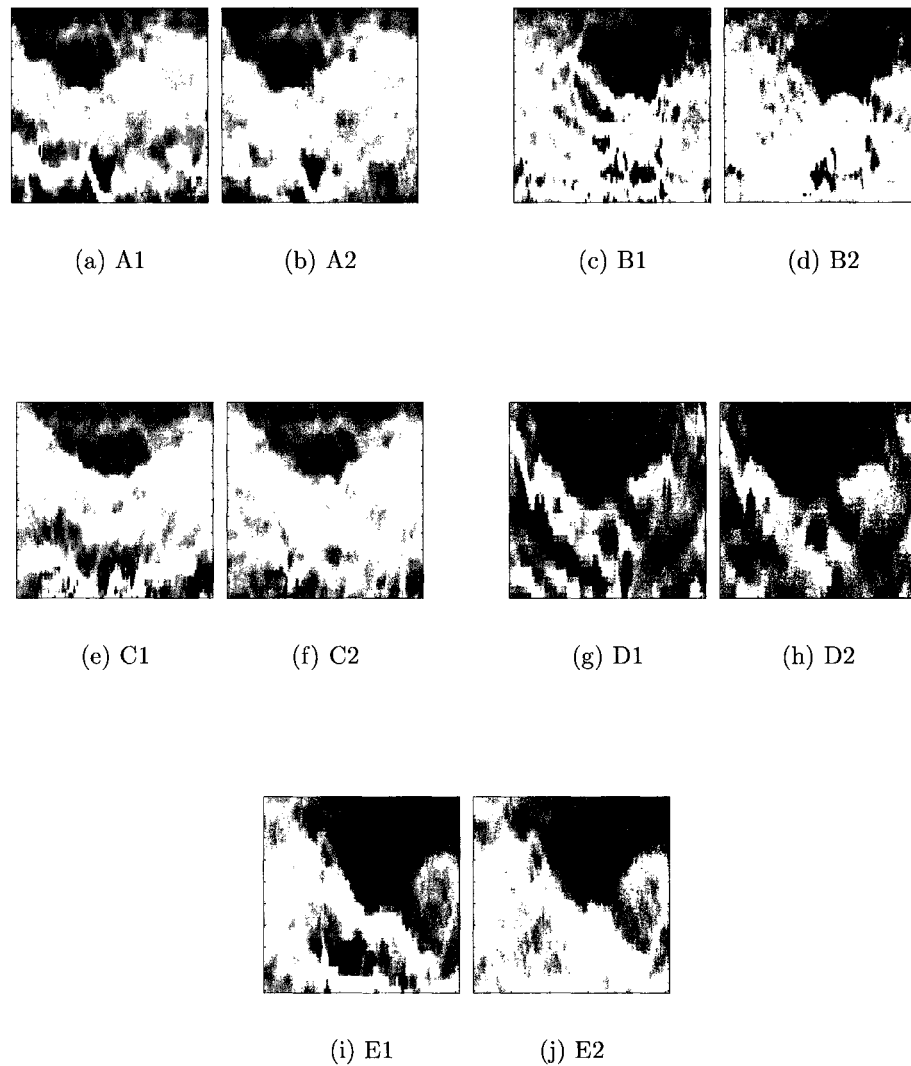 (a) A1
(b) A2
(c) B1
(d) B2
(e) C1
(f) C2
(g) D1
(h) D2
(i) E1
(j) E2